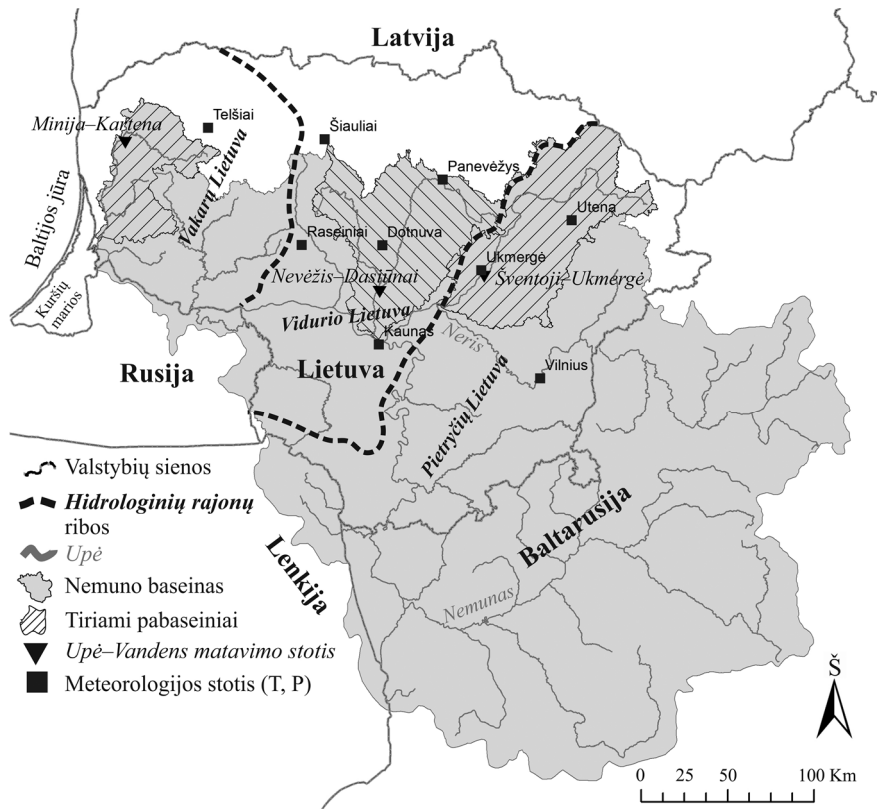 Latvija
Telšiai
Minija–Kartena
Šiauliai
Panevėžys
Vakarų Lietuva
Utena
Baltijos jūra
Raseiniai
Dotnuva
Ukmergė
Nevėžis–Dasiūnai
Šventoji–Ukmergė
Kuršių
marios
Vidurio Lietuva
Kaunas
Neris
Rusija
Lietuva
Vilnius
Pietryčių Lietuva
Valstybių sienos
Hidrologinių rajonų
ribos
Upė
Nemuno baseinas
Tiriami pabaseiniai
Upė–Vandens matavimo stotis
Meteorologijos stotis (T, P)
Lenkija
Baltarusija
Nemunas
Š
0 25 50 100 Km